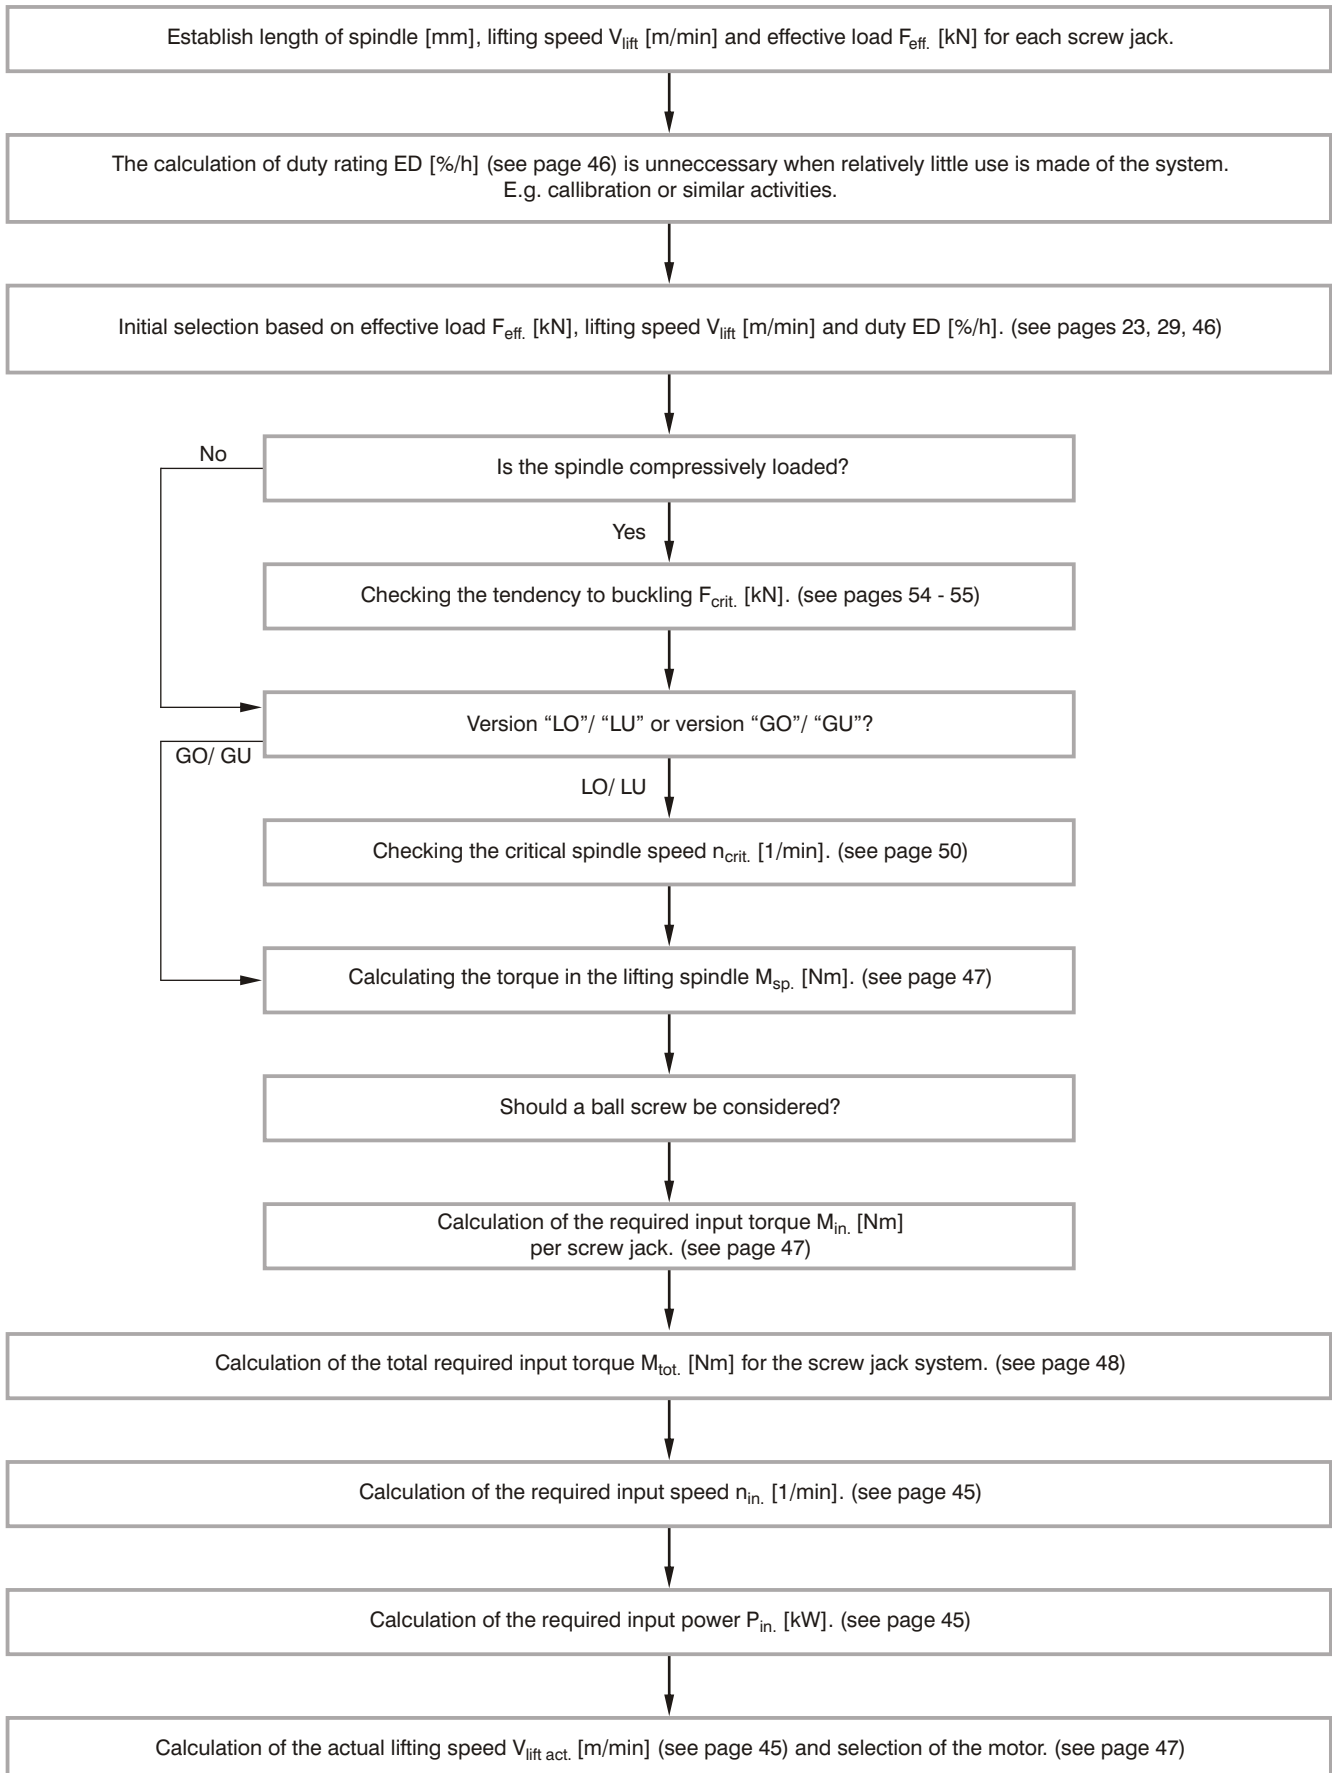 Establish length of spindle [mm], lifting speed Vlift [m/min] and effective load Feff. [kN] for each screw jack.
The calculation of duty rating ED [%/h] (see page 46) is unneccessary when relatively little use is made of the system.
E.g. callibration or similar activities.
Initial selection based on effective load Feff. [kN], lifting speed Vlift [m/min] and duty ED [%/h]. (see pages 23, 29, 46)
No
Is the spindle compressively loaded?
Yes
Checking the tendency to buckling Fcrit. [kN]. (see pages 54 - 55)
Version “LO”/ “LU” or version “GO”/ “GU”?
GO/ GU
LO/ LU
Checking the critical spindle speed ncrit. [1/min]. (see page 50)
Calculating the torque in the lifting spindle Msp. [Nm]. (see page 47)
Should a ball screw be considered?
Calculation of the required input torque Min. [Nm]
per screw jack. (see page 47)
Calculation of the total required input torque Mtot. [Nm] for the screw jack system. (see page 48)
Calculation of the required input speed nin. [1/min]. (see page 45)
Calculation of the required input power Pin. [kW]. (see page 45)
Calculation of the actual lifting speed Vlift act. [m/min] (see page 45) and selection of the motor. (see page 47)